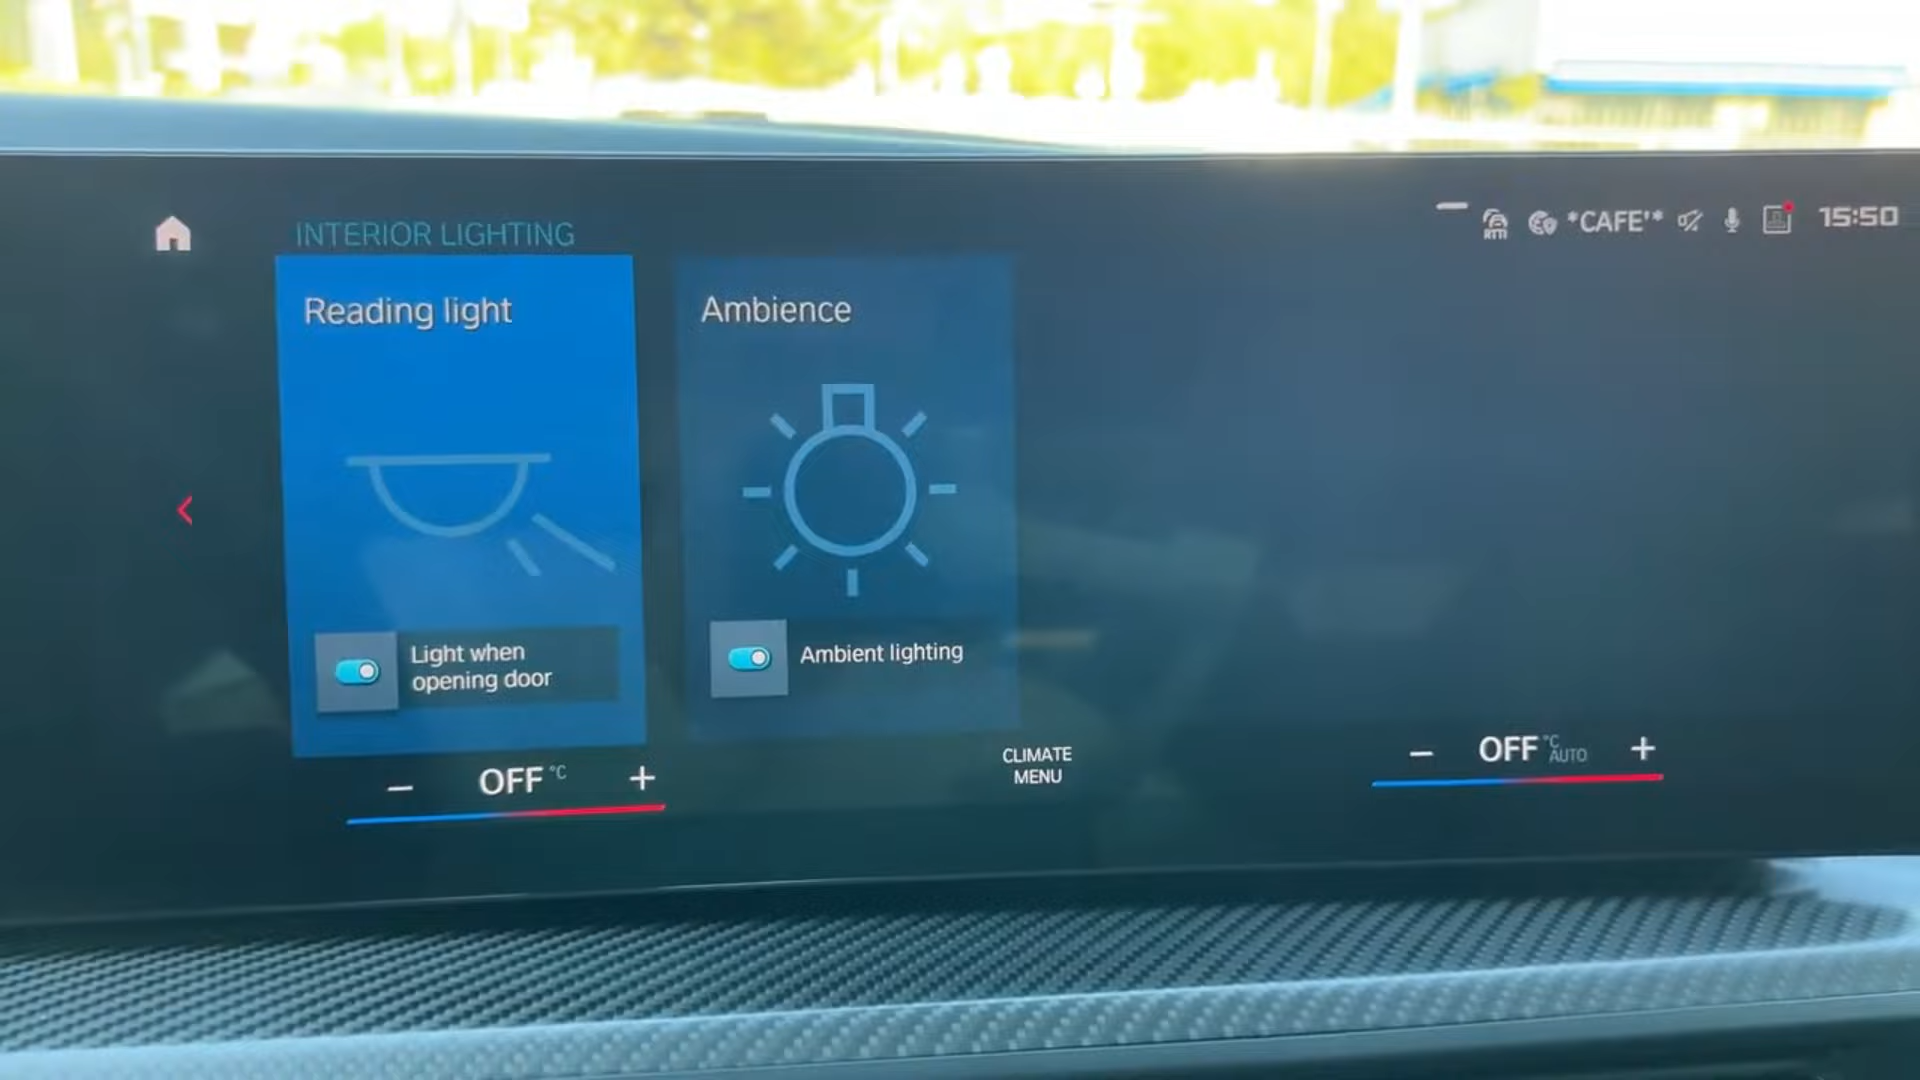 INTERIOR LIGHTING
RTTI
*CAFE'*
15:50
Reading light
Ambience
Light when
opening door
Ambient lighting
OFF °C
CLIMATE
MENU
OFF °C AUTO